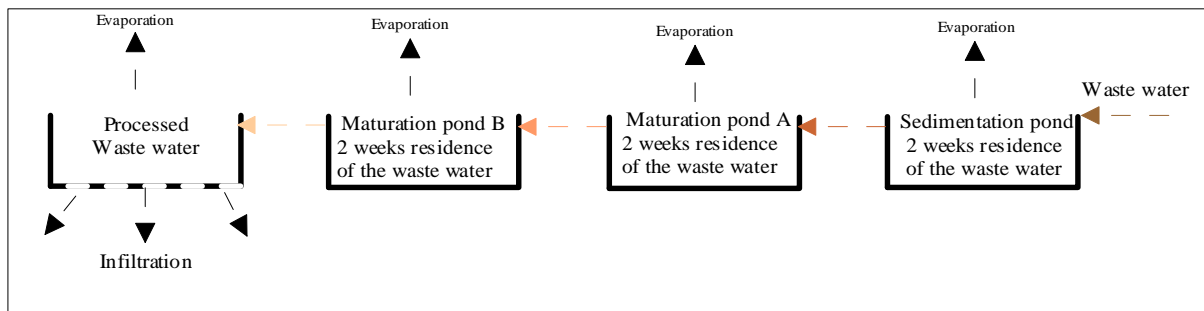 Evaporation
Evaporation
Evaporation
Evaporation
Waste water
Processed
Waste water
Maturation pond B
2 weeks residence
of the waste water
Maturation pond A
2 weeks residence
of the waste water
Sedimentation pond
2 weeks residence
of the waste water
Infiltration